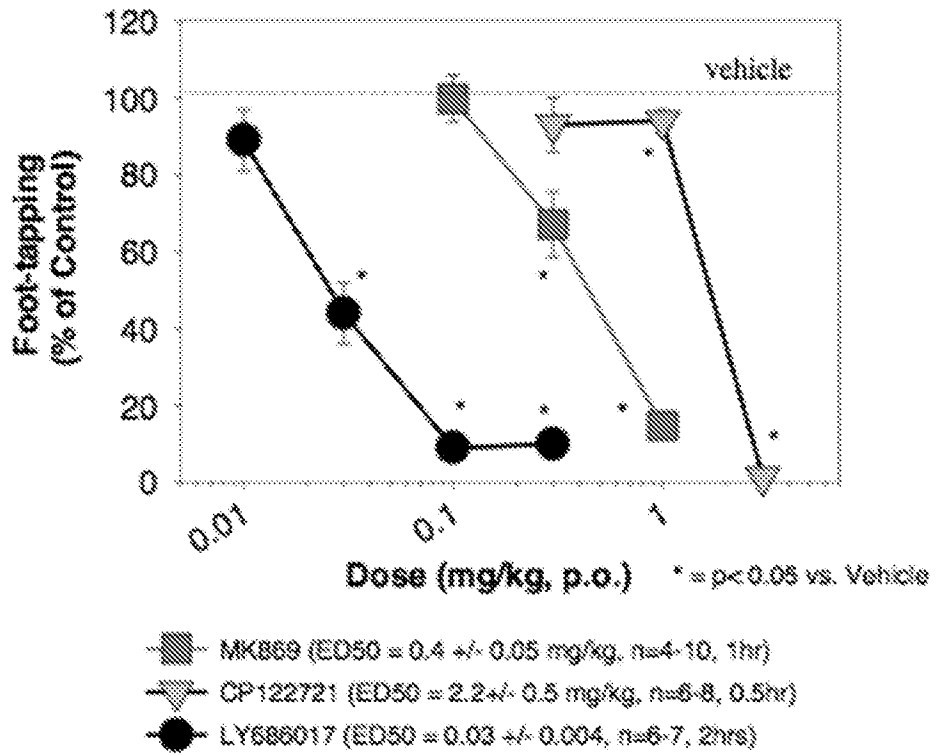 120
100
80
60
40
20
0
Foot-tapping
(% of Control)
vehicle
*
*
*
*
*
*
*
0.01
0.1
1
Dose (mg/kg, p.o.)
* = p< 0.05 vs. Vehicle
MK869 (ED50 = 0.4 +/- 0.05 mg/kg, n=4-10, 1hr)
CP122721 (ED50 = 2.2+/- 0.5 mg/kg, n=6-8, 0.5hr)
LY686017 (ED50 = 0.03 +/- 0.004, n=6-7, 2hrs)